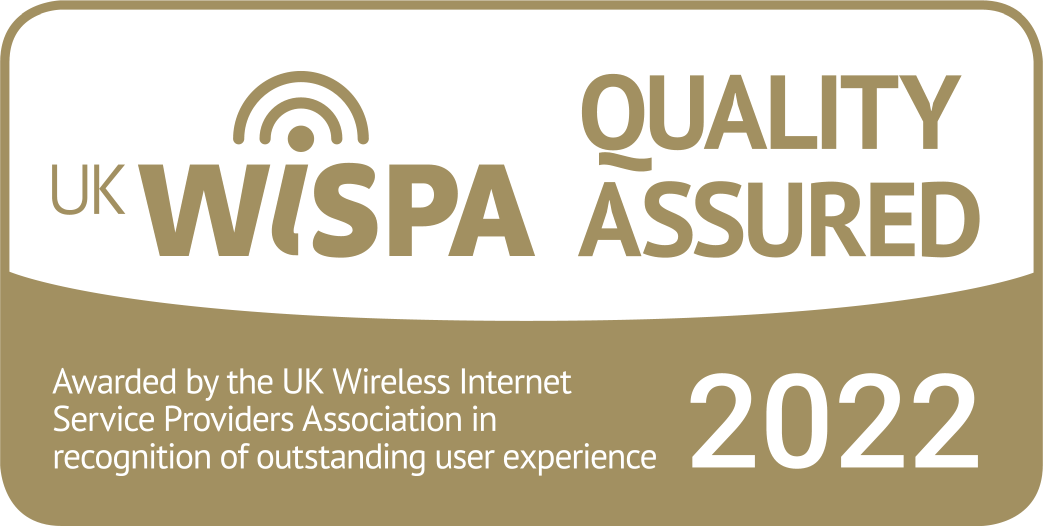 UK WiSPA
QUALITY
ASSURED
Awarded by the UK Wireless Internet
Service Providers Association in
recognition of outstanding user experience
2022